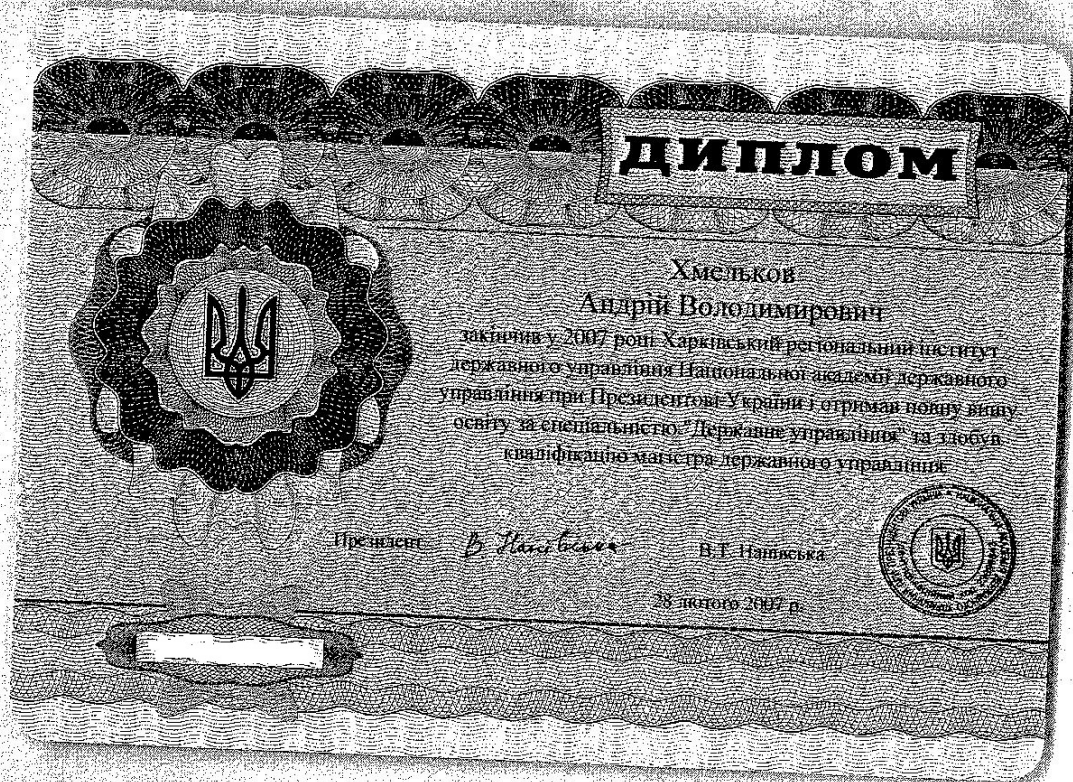 ДИПЛОМ
Хмельков
Андрій Володимирович
закінчив у 2007 році Харківський регіональний інститут
державного управління Національної академії державного
управління при Президентові України і отримав повну вищу
освіту за спеціальністю "Державне управління" та здобув
кваліфікацію магістра державного управління
Президент В.Г. Нанівська
28 лютого 2007 р.